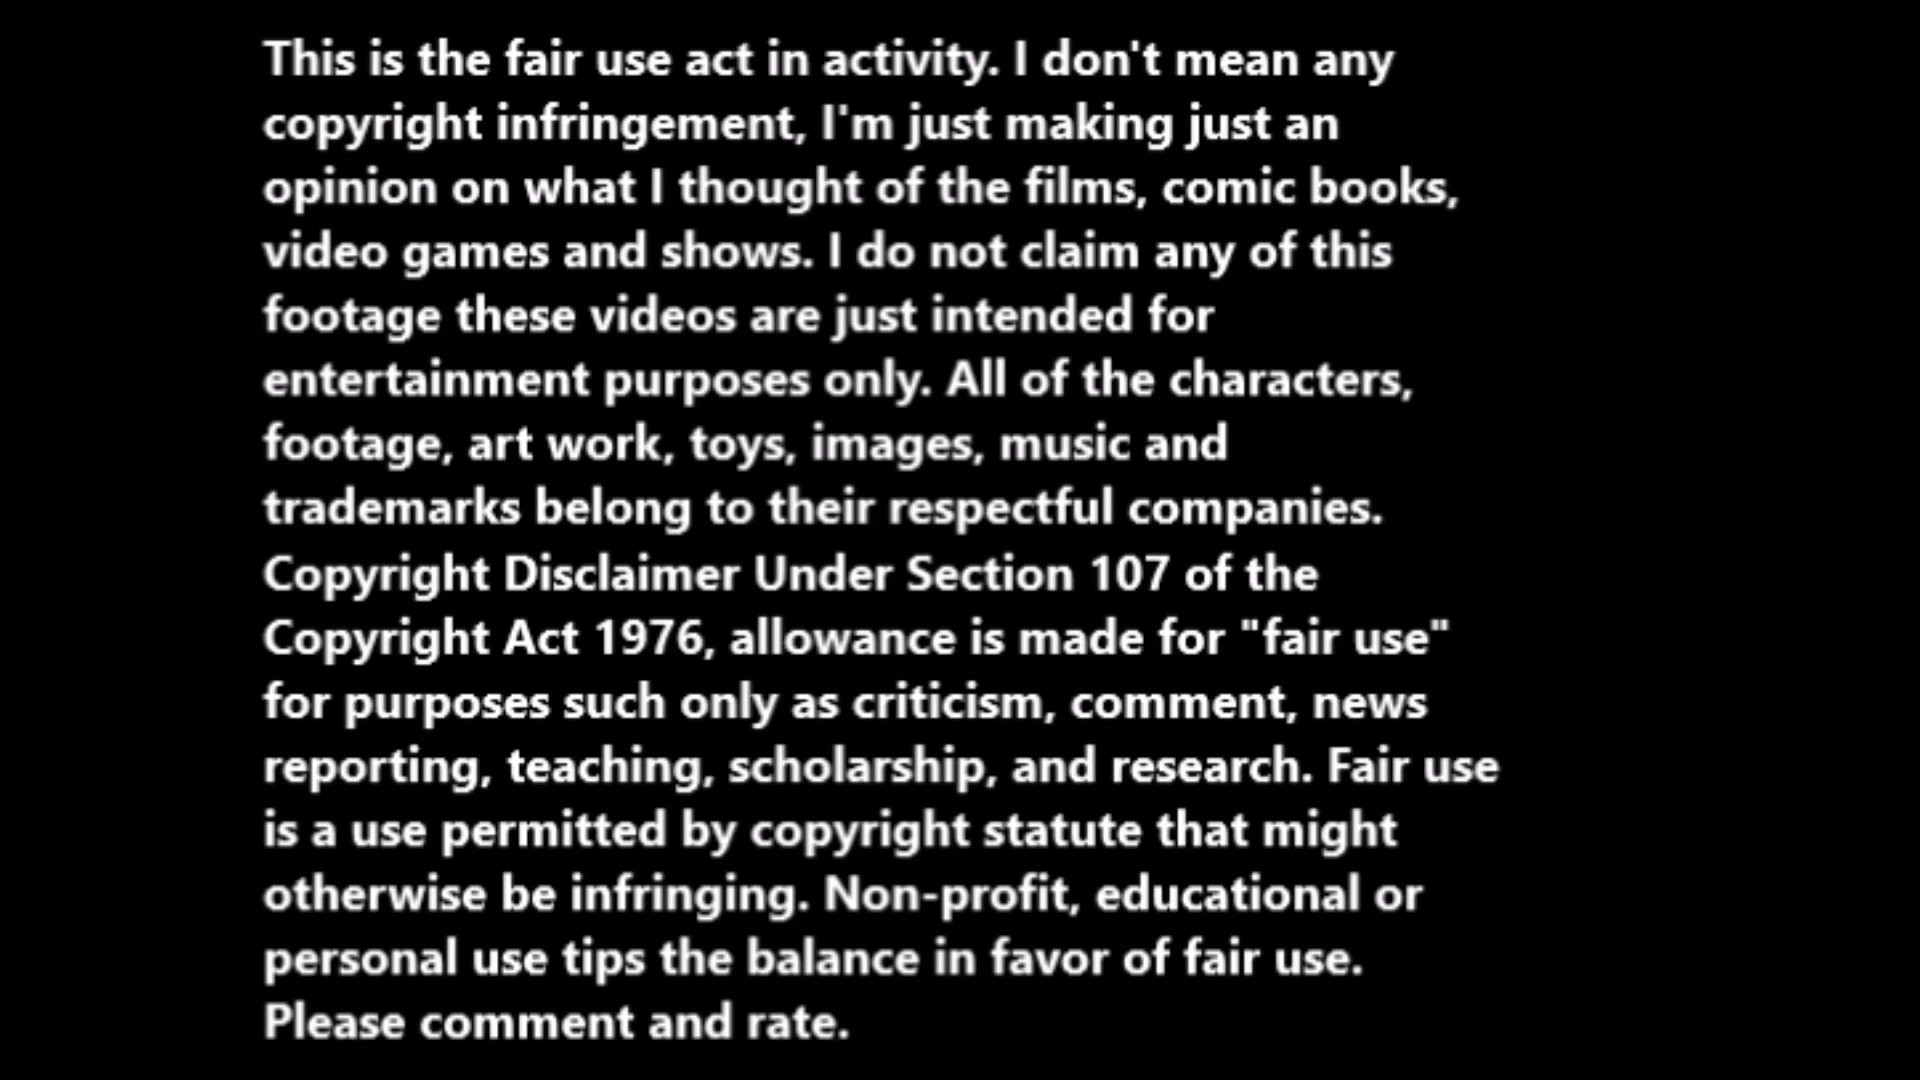 This is the fair use act in activity. I don't mean any
copyright infringement, I'm just making just an
opinion on what I thought of the films, comic books,
video games and shows. I do not claim any of this
footage these videos are just intended for
entertainment purposes only. All of the characters,
footage, art work, toys, images, music and
trademarks belong to their respectful companies.
Copyright Disclaimer Under Section 107 of the
Copyright Act 1976, allowance is made for "fair use"
for purposes such only as criticism, comment, news
reporting, teaching, scholarship, and research. Fair use
is a use permitted by copyright statute that might
otherwise be infringing. Non-profit, educational or
personal use tips the balance in favor of fair use.
Please comment and rate.